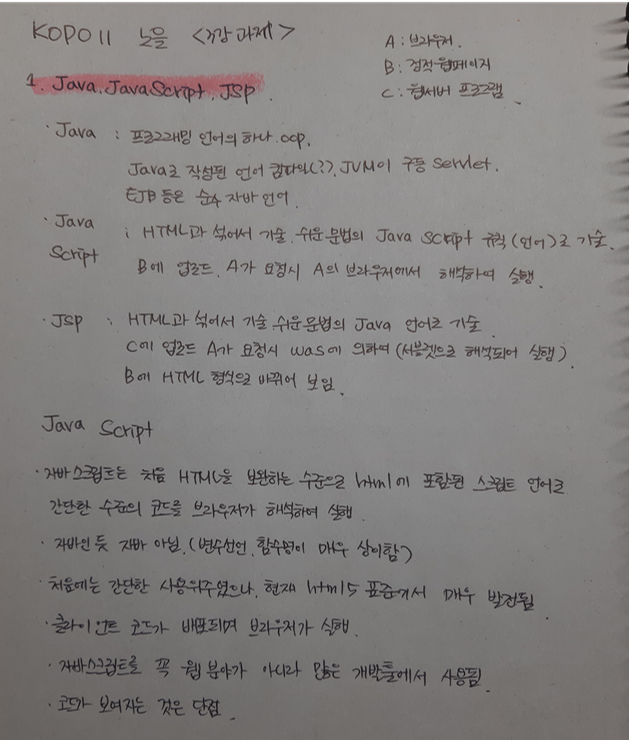 KOPO11 노을 <7강 과제>
A : 브라우저.
B : 정적웹페이지
C : 웹서버 프로그램
1. Java, JavaScript, JSP.
· Java : 프로그래밍 언어의 하나. oop.
Java로 작성된 언어 컴파일(??). JVM이 구동 Servlet.
EJB 등은 순수 자바 언어.
· Java Script : HTML과 섞어서 기술. 쉬운문법의 Java Script 규칙(언어)로 기술.
B에 업로드. A가 요청시 A의 브라우저에서 해석하여 실행.
· JSP : HTML과 섞어서 기술 쉬운문법의 Java 언어로 기술
C에 업로드 A가 요청시 was에 의하여 (서블릿으로 해석되어 실행).
B에 HTML 형식으로 바뀌어 보임.
Java Script
· 자바스크립트는 처음 HTML을 보완하는 수준으로 html에 포함된 스크립트 언어로
간단한 수준의 코드를 브라우저가 해석하여 실행.
· 자바인듯 자바 아님. (변수선언, 함수명이 매우 상이함)
· 처음에는 간단한 사용위주였으나, 현재 html5 표준에서 매우 발전됨.
· 클라이언트 코드가 배포되며 브라우저가 실행.
· 자바스크립트를 꼭 웹분야가 아니라 많은 개발툴에서 사용됨.
· 코드가 보여지는 것은 단점.